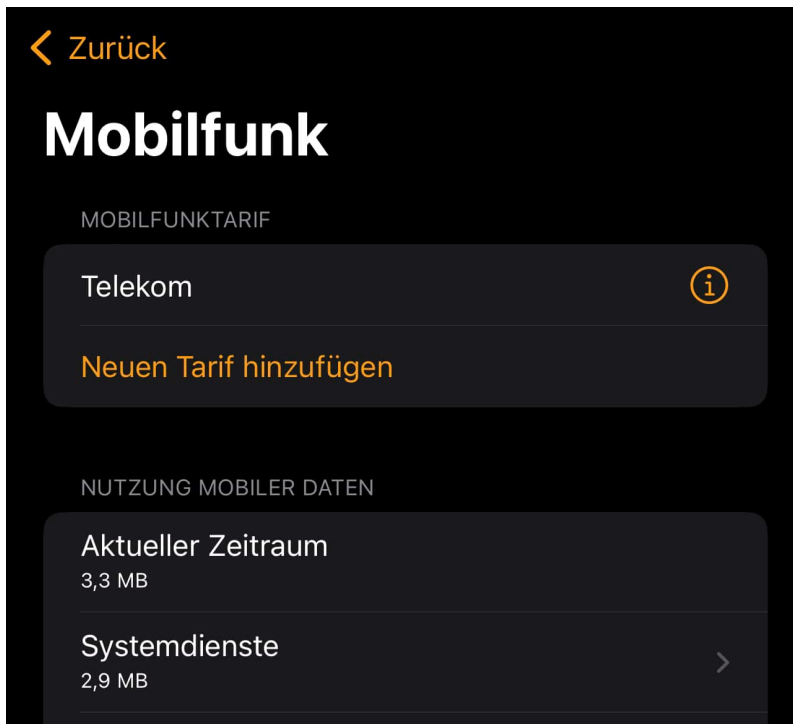 Zurück
Mobilfunk
MOBILFUNKTARIF
Telekom
Neuen Tarif hinzufügen
NUTZUNG MOBILER DATEN
Aktueller Zeitraum
3,3 MB
Systemdienste
2,9 MB